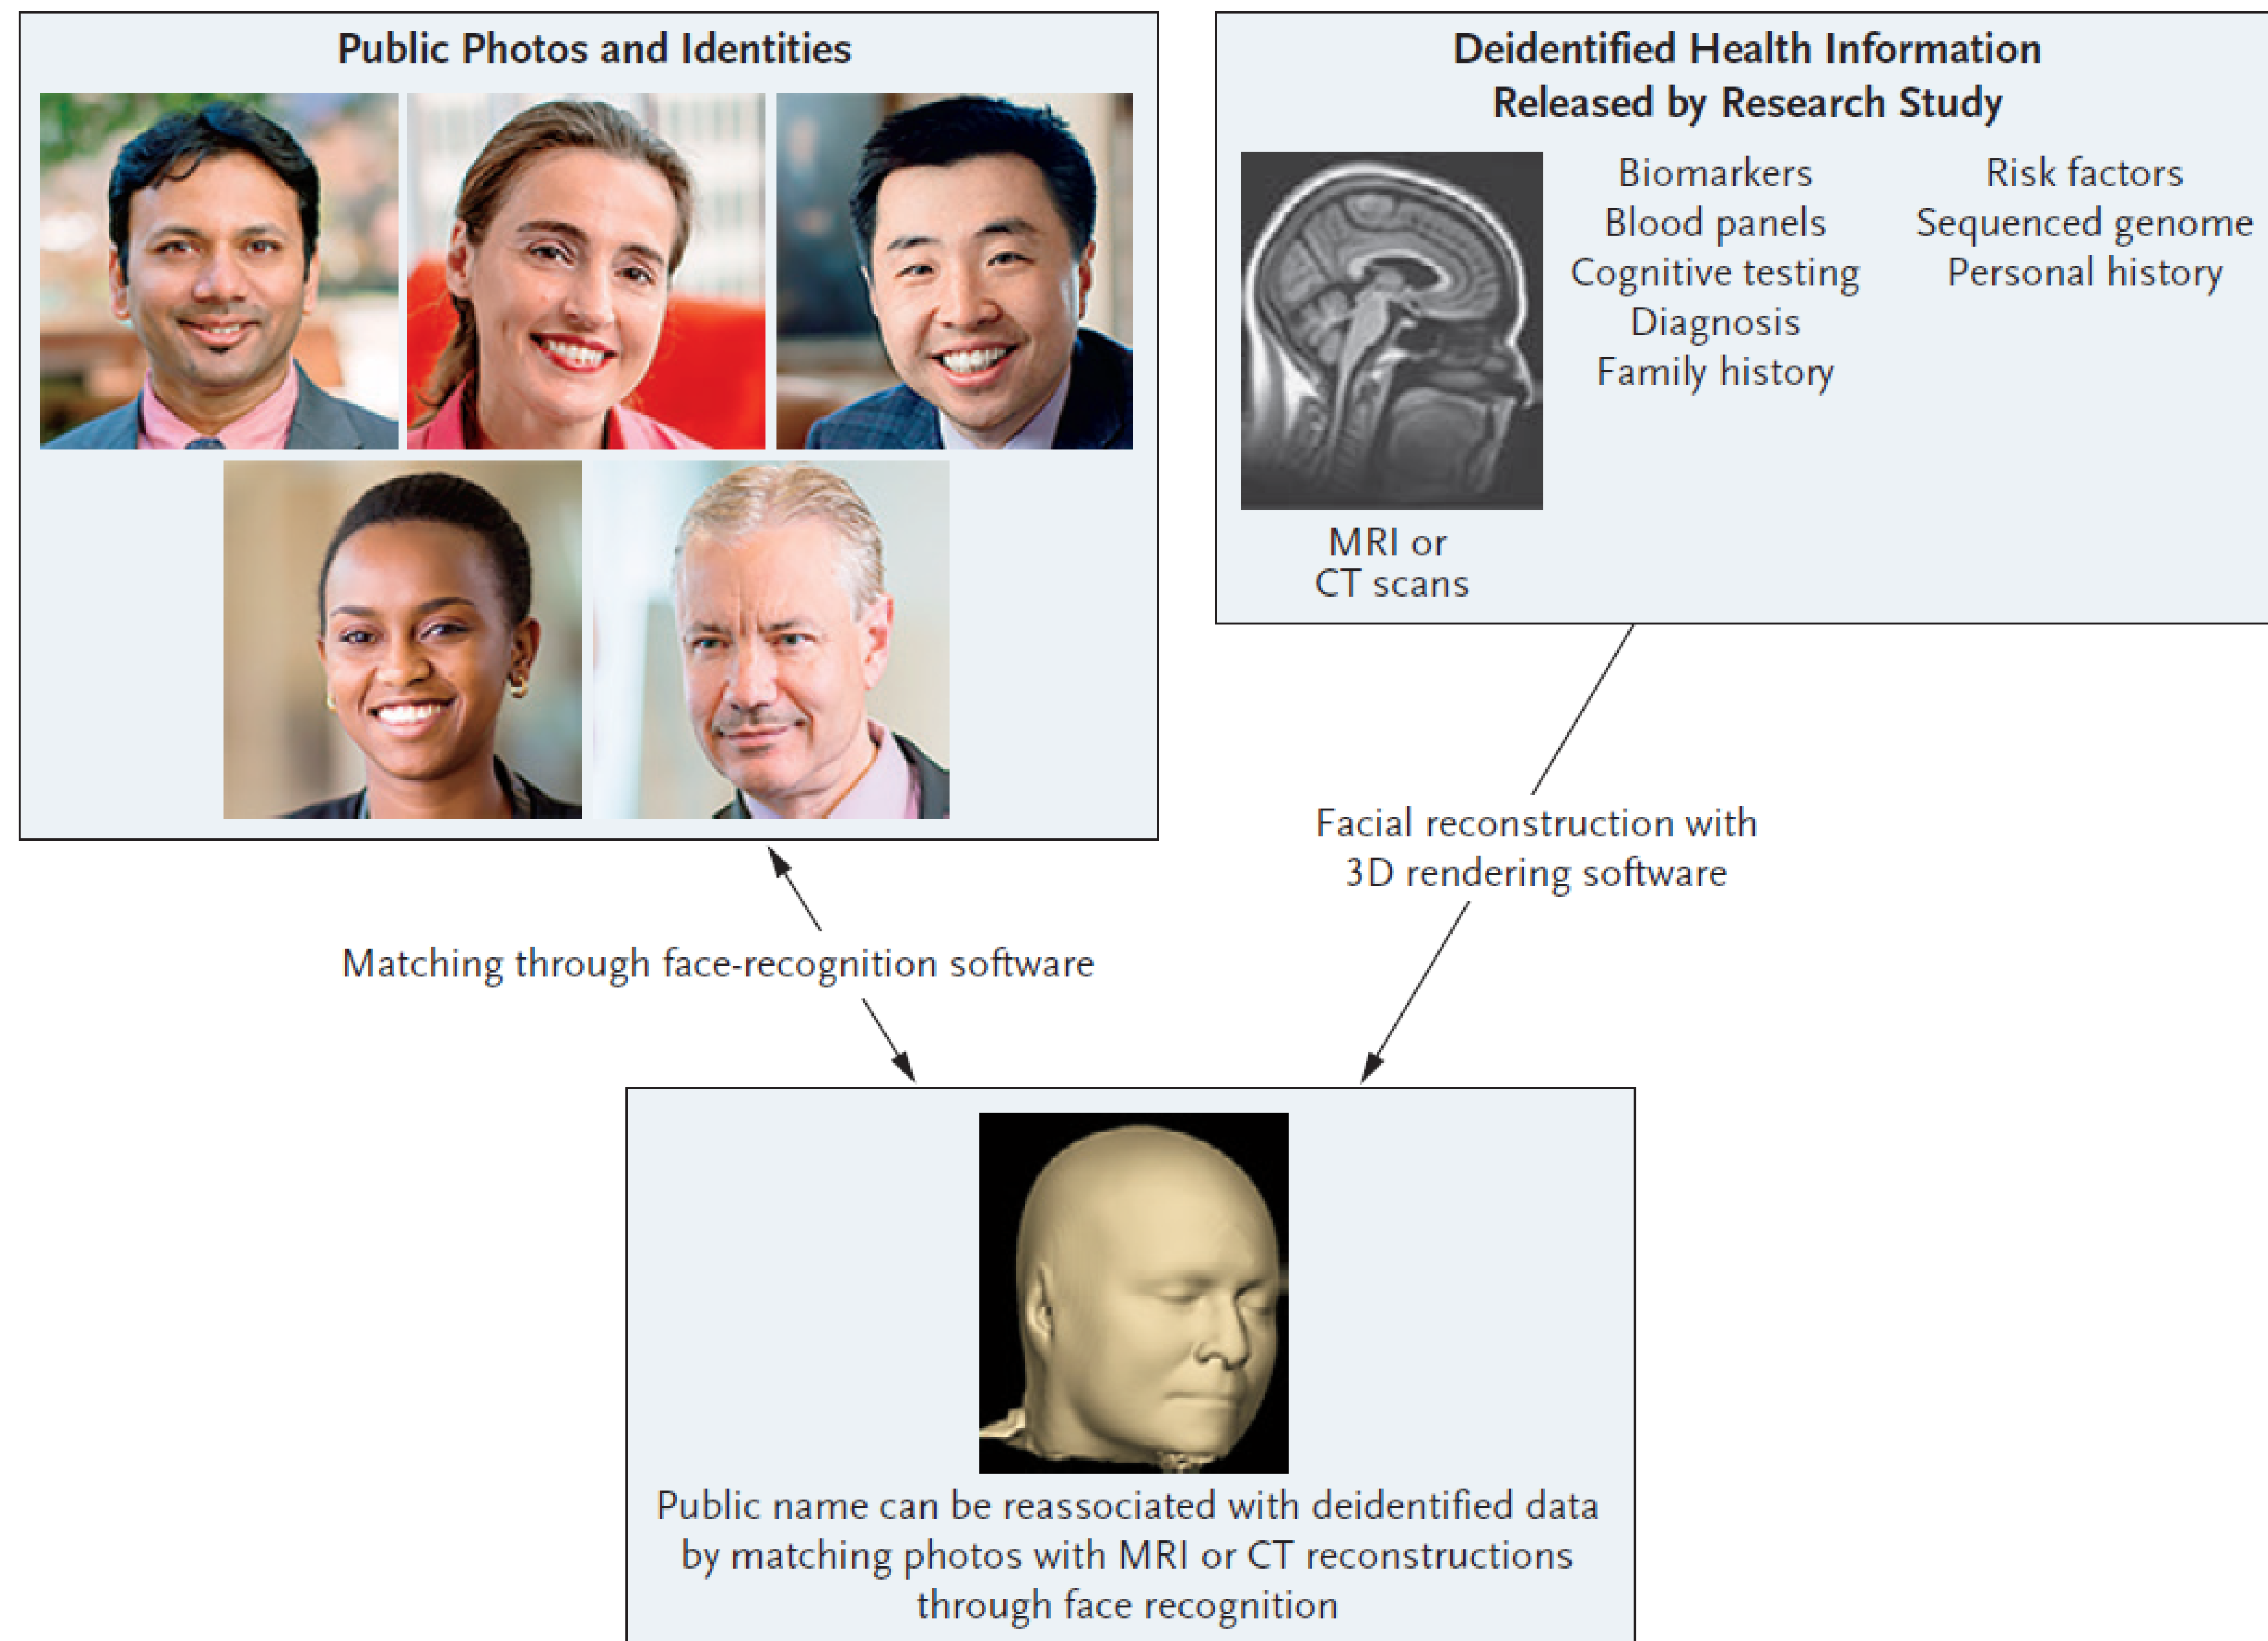 Public Photos and Identities
Deidentified Health Information
Released by Research Study
MRI or
CT scans
Biomarkers
Blood panels
Cognitive testing
Diagnosis
Family history
Risk factors
Sequenced genome
Personal history
Facial reconstruction with
3D rendering software
Matching through face-recognition software
Public name can be reassociated with deidentified data
by matching photos with MRI or CT reconstructions
through face recognition